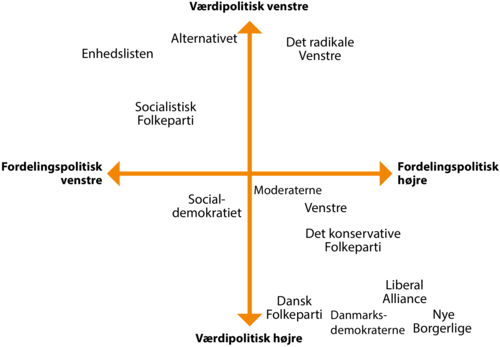 Værdipolitisk venstre
Alternativet
Det radikale
Venstre
Enhedslisten
Socialistisk
Folkeparti
Fordelingspolitisk
venstre
Fordelingspolitisk
højre
Social-
demokratiet
Moderaterne
Venstre
Det konservative
Folkeparti
Liberal
Alliance
Dansk
Folkeparti
Danmarks-
demokraterne
Nye
Borgerlige
Værdipolitisk højre